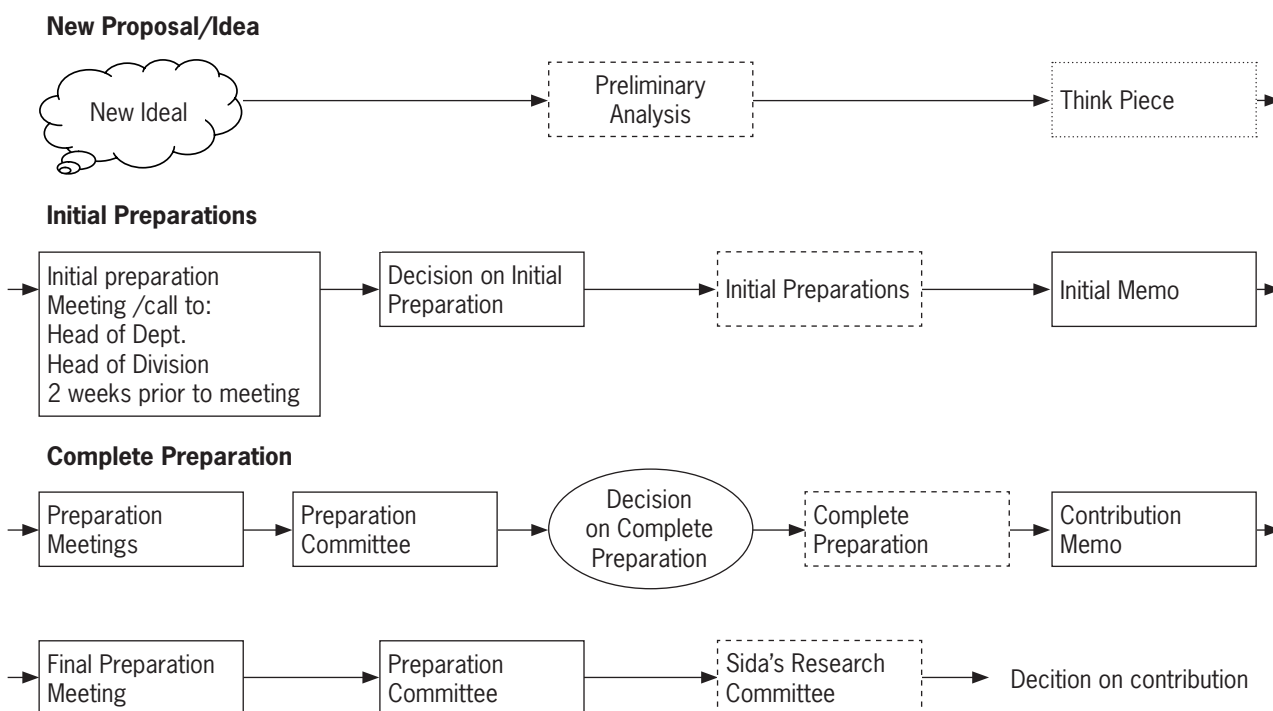 New Proposal/Idea
New Ideal
Preliminary
Analysis
Think Piece
Initial Preparations
Initial preparation
Meeting /call to:
Head of Dept.
Head of Division
2 weeks prior to meeting
Decision on Initial
Preparation
Initial Preparations
Initial Memo
Complete Preparation
Preparation
Meetings
Preparation
Committee
Decision
on Complete
Preparation
Complete
Preparation
Contribution
Memo
Final Preparation
Meeting
Preparation
Committee
Sida's Research
Committee
Decition on contribution